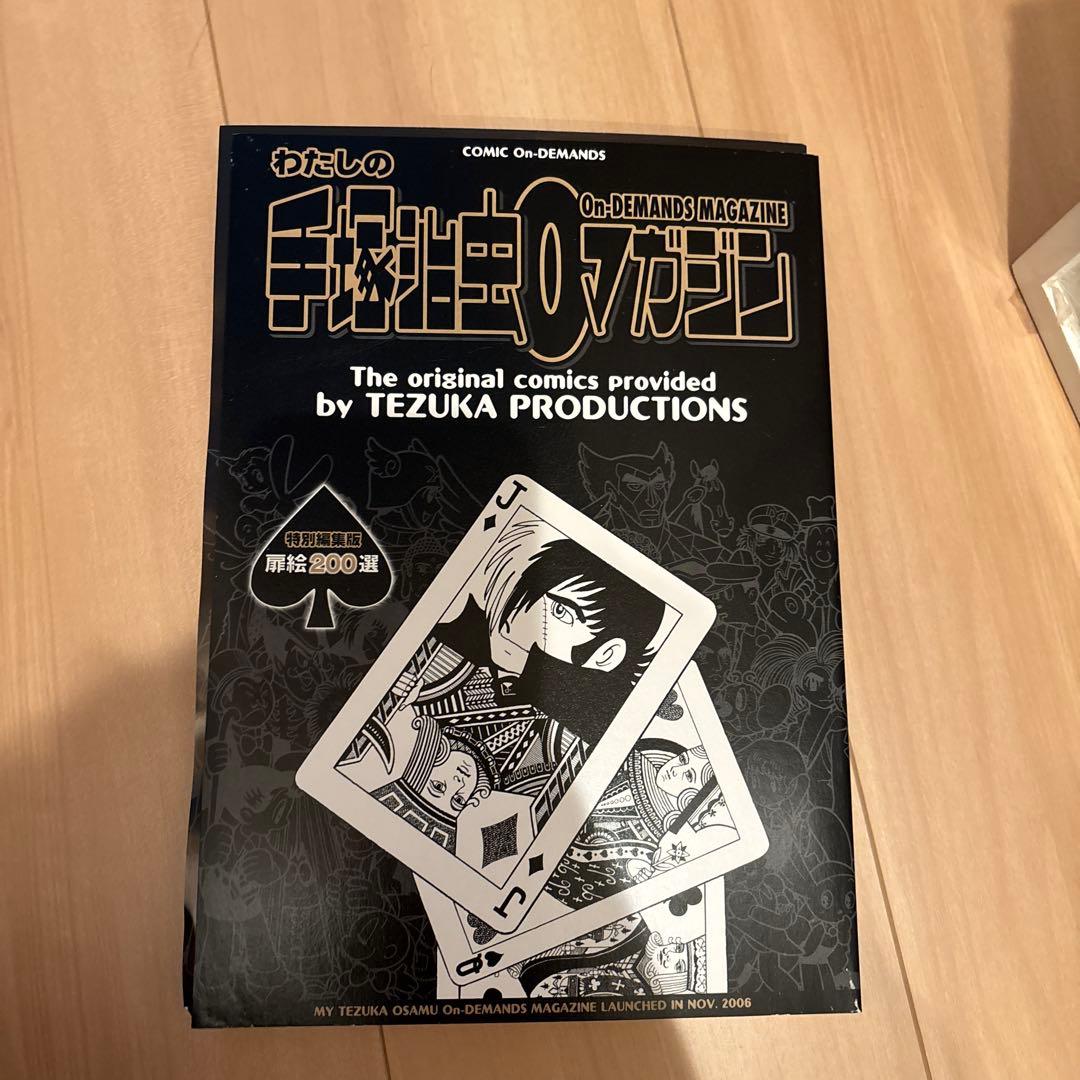 COMIC On-DEMANDS
わたしの
On-DEMANDS MAGAZINE
手塚治虫Oマガジン
The original comics provided
by TEZUKA PRODUCTIONS
特別編集版
扉絵200選
J
J
Q
MY TEZUKA OSAMU On-DEMANDS MAGAZINE LAUNCHED IN NOV. 2006